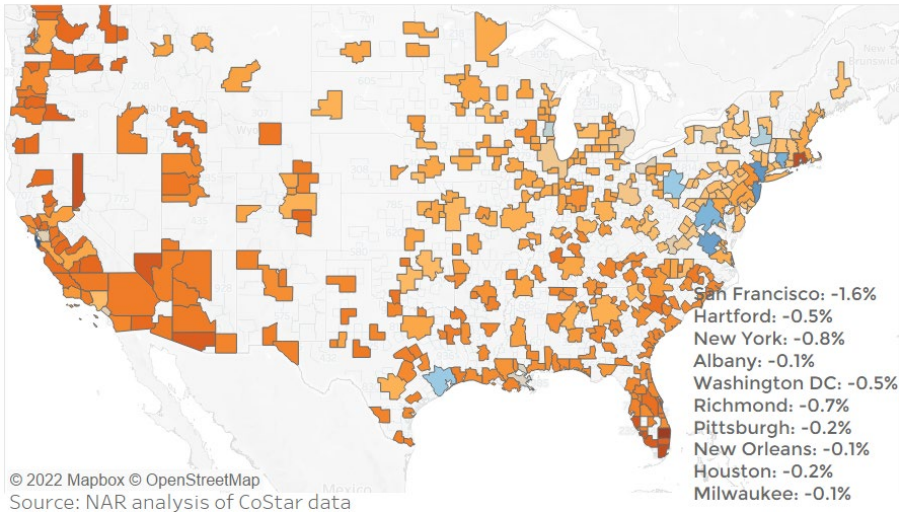 San Francisco: -1.6%
Hartford: -0.5%
New York: -0.8%
Albany: -0.1%
Washington DC: -0.5%
Richmond: -0.7%
Pittsburgh: -0.2%
New Orleans: -0.1%
Houston: -0.2%
Milwaukee: -0.1%
Mexico
© 2022 Mapbox © OpenStreetMap
Source: NAR analysis of CoStar data